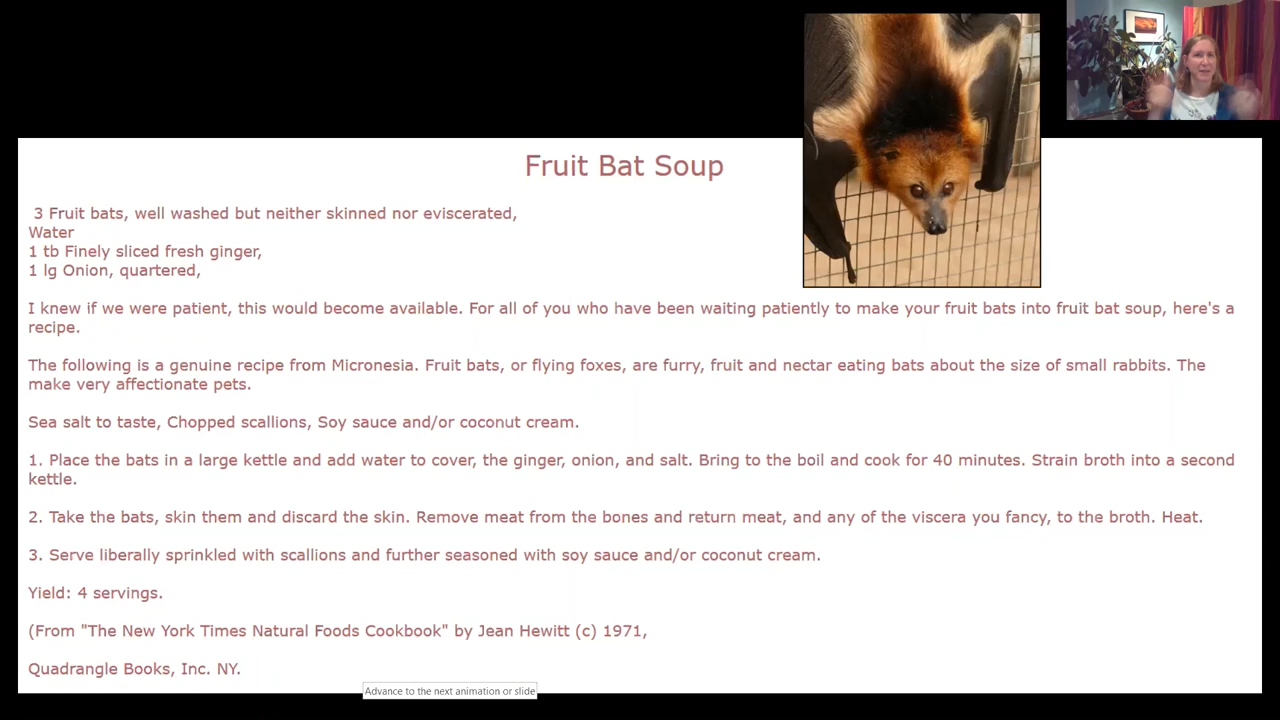 Fruit Bat Soup
3 Fruit bats, well washed but neither skinned nor eviscerated,
Water
1 tb Finely sliced fresh ginger,
1 lg Onion, quartered,
I knew if we were patient, this would become available. For all of you who have been waiting patiently to make your fruit bats into fruit bat soup, here's a
recipe.
The following is a genuine recipe from Micronesia. Fruit bats, or flying foxes, are furry, fruit and nectar eating bats about the size of small rabbits. The
make very affectionate pets.
Sea salt to taste, Chopped scallions, Soy sauce and/or coconut cream.
1. Place the bats in a large kettle and add water to cover, the ginger, onion, and salt. Bring to the boil and cook for 40 minutes. Strain broth into a second
kettle.
2. Take the bats, skin them and discard the skin. Remove meat from the bones and return meat, and any of the viscera you fancy, to the broth. Heat.
3. Serve liberally sprinkled with scallions and further seasoned with soy sauce and/or coconut cream.
Yield: 4 servings.
(From "The New York Times Natural Foods Cookbook" by Jean Hewitt (c) 1971,
Quadrangle Books, Inc. NY.
Advance to the next animation or slide